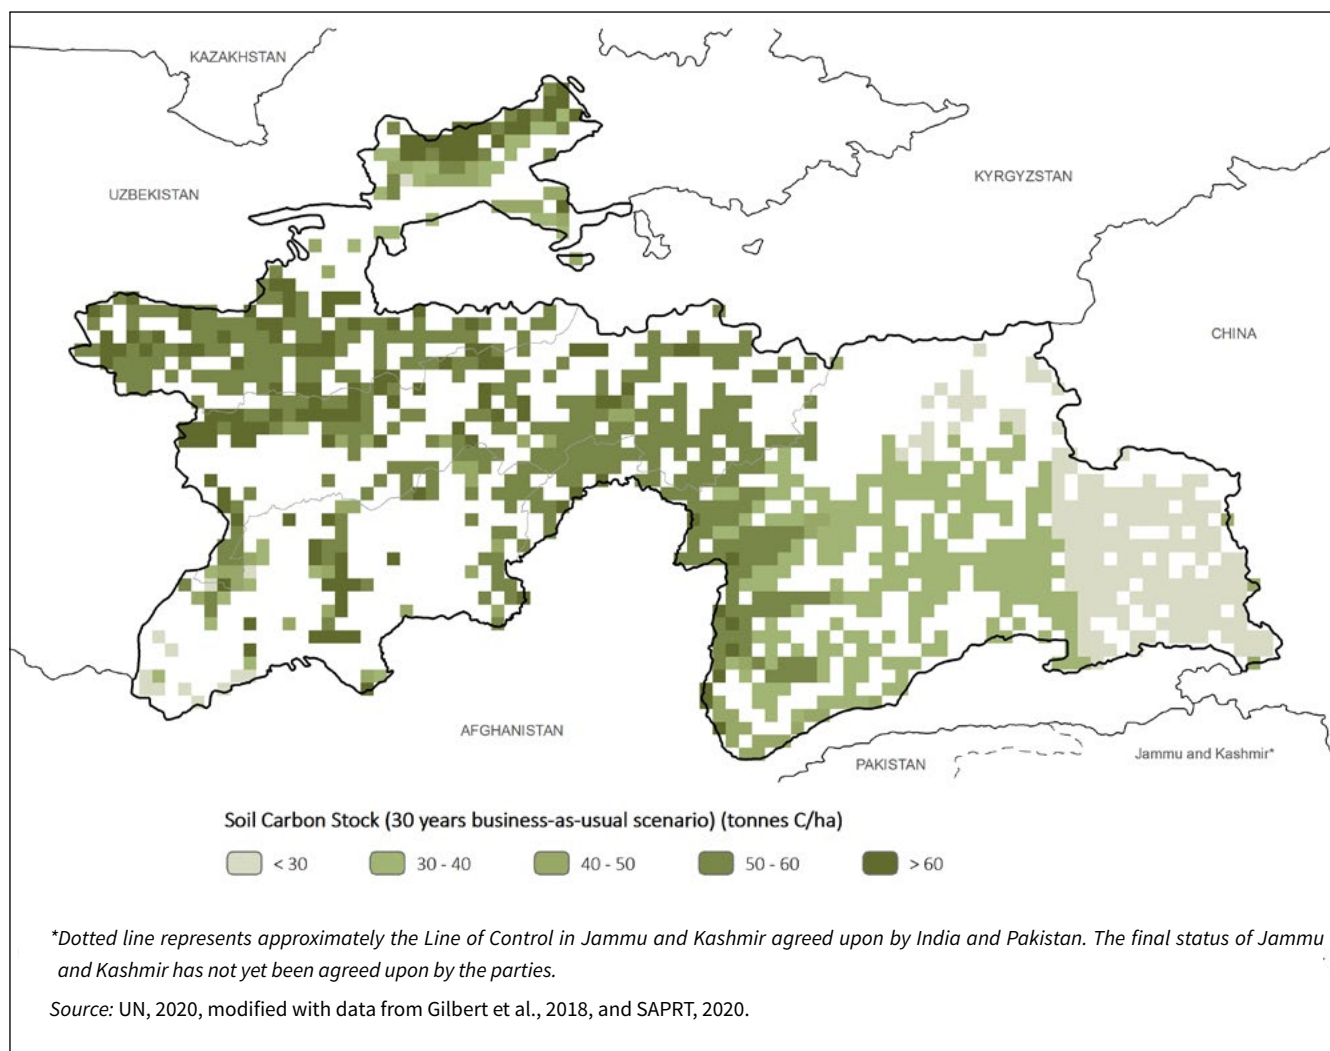 KAZAKHSTAN
KYRGYZSTAN
UZBEKISTAN
CHINA
AFGHANISTAN
Jammu and Kashmir*
PAKISTAN
Soil Carbon Stock (30 years business-as-usual scenario) (tonnes C/ha)
< 30
30 - 40
40 - 50
50 - 60
> 60
*Dotted line represents approximately the Line of Control in Jammu and Kashmir agreed upon by India and Pakistan. The final status of Jammu
and Kashmir has not yet been agreed upon by the parties.
Source: UN, 2020, modified with data from Gilbert et al., 2018, and SAPRT, 2020.